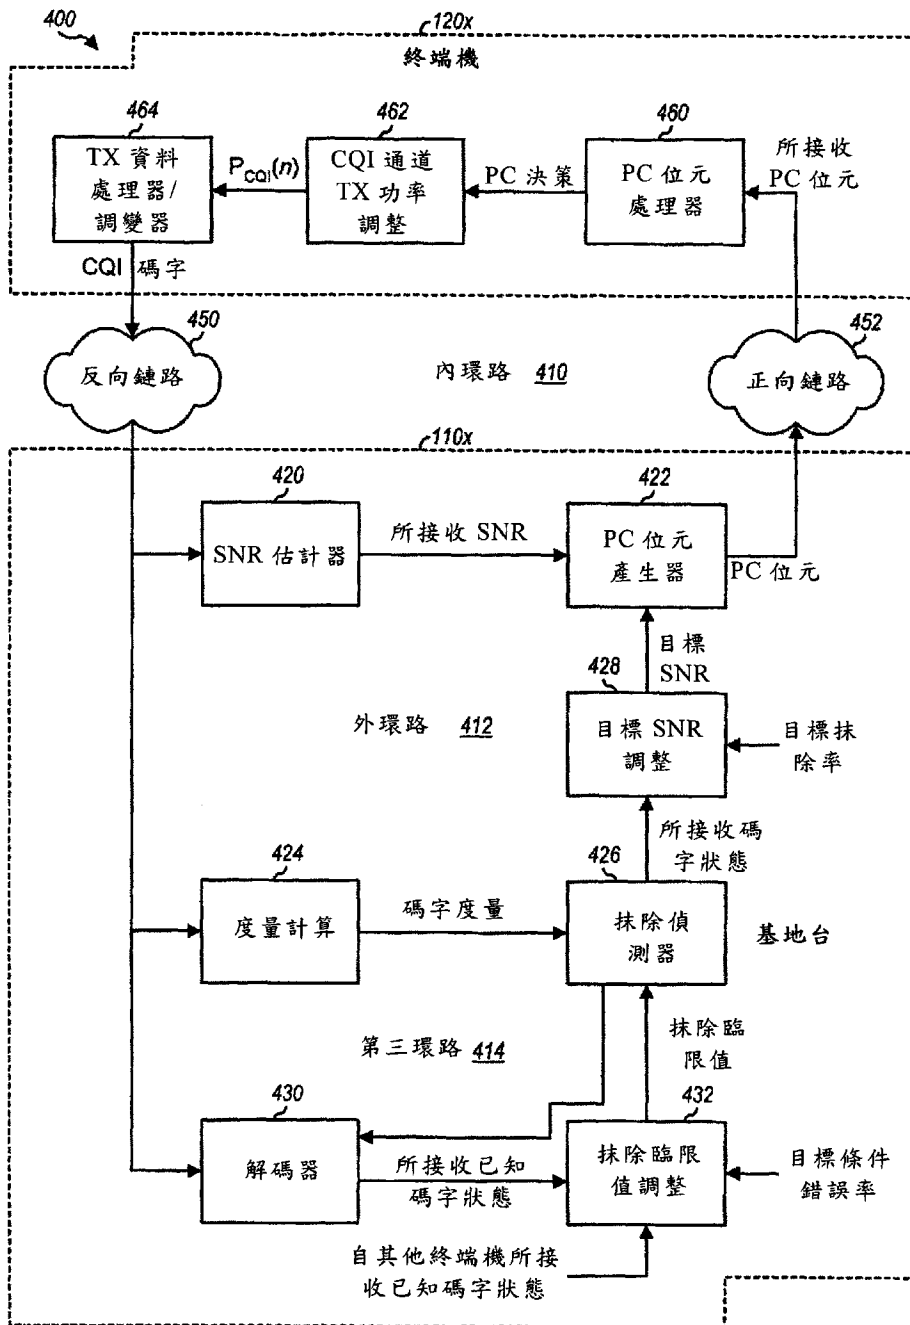 400
120x
終端機
464
TX 資料
處理器/
調變器
P_CQI(n)
462
CQI 通道
TX 功率
調整
PC 決策
460
PC 位元
處理器
所接收
PC 位元
CQI 碼字
450
反向鏈路
內環路 410
452
正向鏈路
110x
420
SNR 估計器
所接收 SNR
422
PC 位元
產生器
PC 位元
目標
SNR
428
目標 SNR
調整
目標抹
除率
外環路 412
所接收碼
字狀態
424
度量計算
碼字度量
426
抹除偵
測器
基地台
抹除臨
限值
第三環路 414
430
解碼器
所接收已知
碼字狀態
432
抹除臨限
值調整
目標條件
錯誤率
自其他終端機所接
收已知碼字狀態